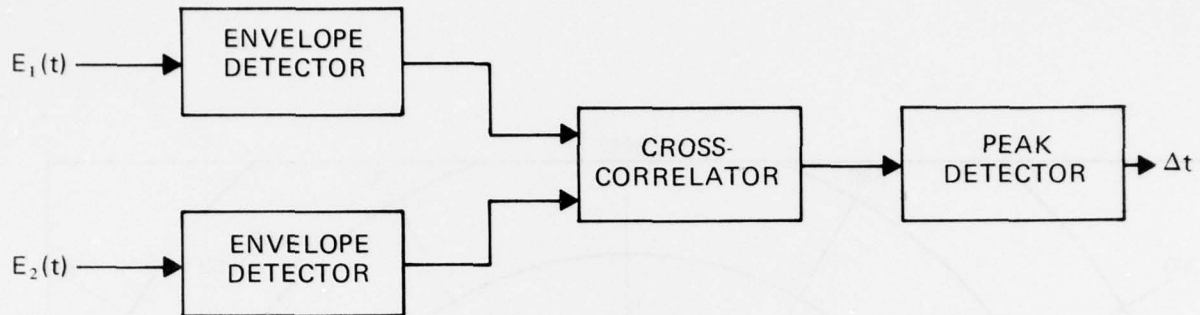 ENVELOPE
DETECTOR
E₁(t)
CROSS-
CORRELATOR
PEAK
DETECTOR
Δt
ENVELOPE
DETECTOR
E₂(t)